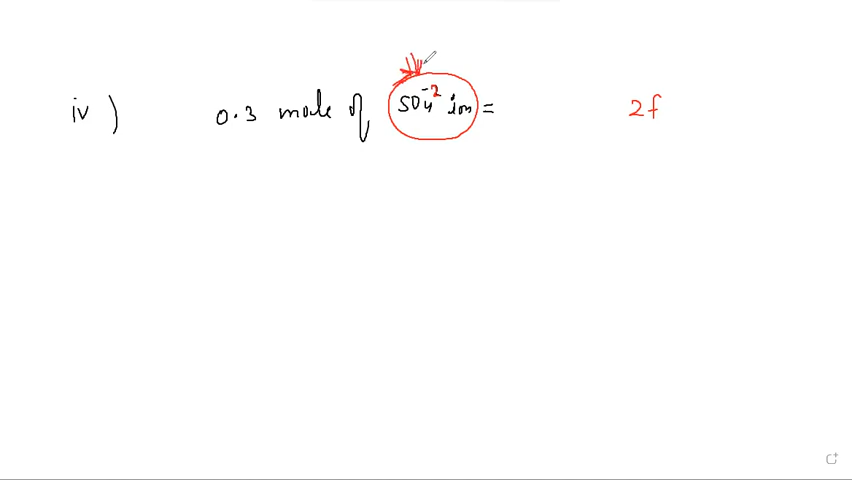 iv) 0.3 mole of SO₄⁻² ion = 2f